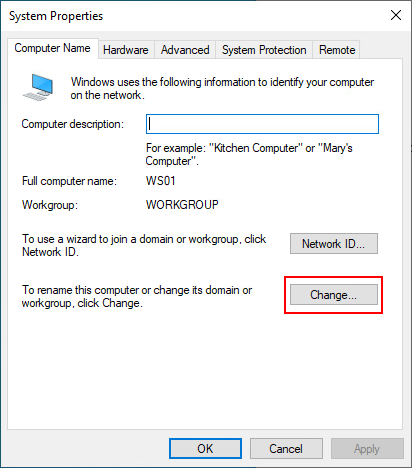 System Properties
Computer Name Hardware Advanced System Protection Remote
Windows uses the following information to identify your computer
on the network.
Computer description:
For example: "Kitchen Computer" or "Mary's
Computer".
Full computer name: WS01
Workgroup: WORKGROUP
To use a wizard to join a domain or workgroup, click
Network ID.
Network ID...
To rename this computer or change its domain or
workgroup, click Change.
Change...
OK Cancel Apply